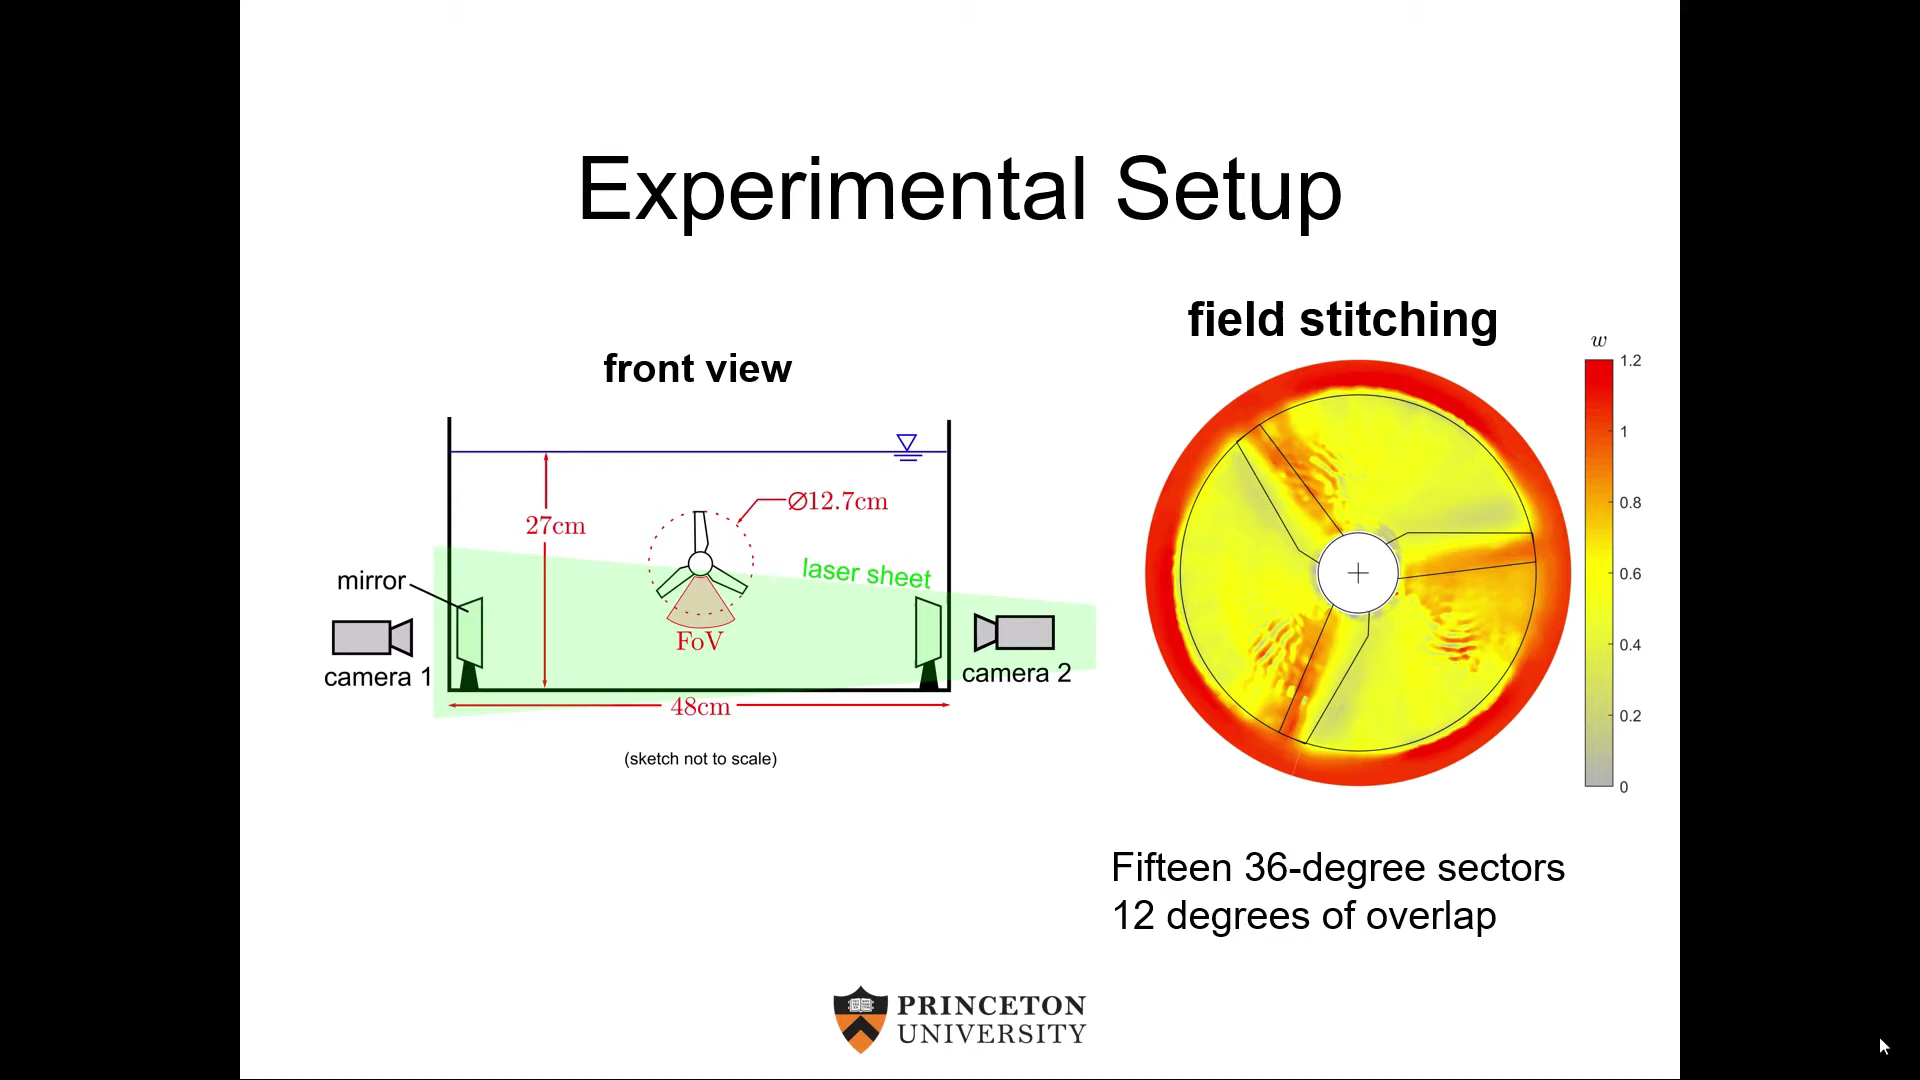 Experimental Setup
front view
27cm
∅12.7cm
laser sheet
mirror
FoV
camera 1
camera 2
48cm
(sketch not to scale)
field stitching
w
1.2
1
0.8
0.6
0.4
0.2
0
Fifteen 36-degree sectors
12 degrees of overlap
PRINCETON
UNIVERSITY